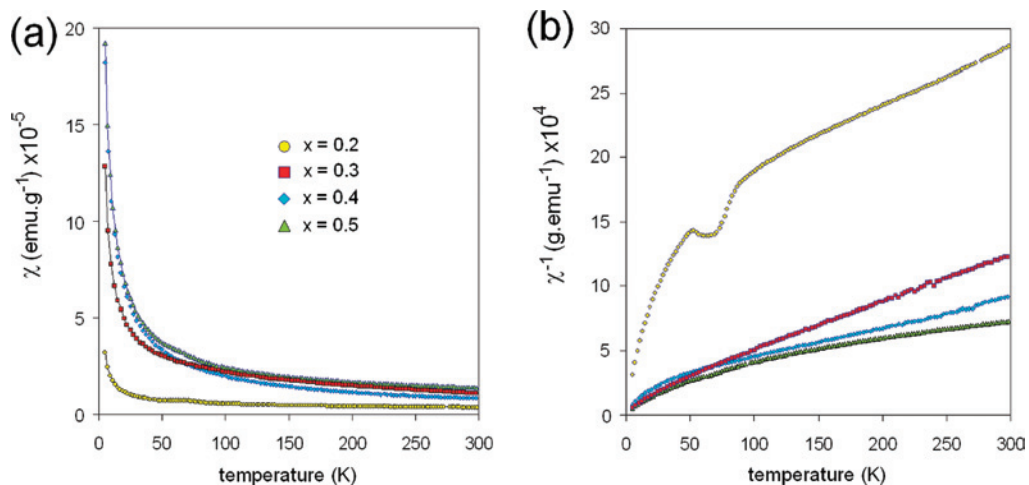 (a)
χ (emu.g⁻¹) x10⁻⁵
20
15
10
5
0
x = 0.2
x = 0.3
x = 0.4
x = 0.5
0 50 100 150 200 250 300
temperature (K)
(b)
χ⁻¹ (g.emu⁻¹) x10⁴
30
25
20
15
10
5
0
0 50 100 150 200 250 300
temperature (K)